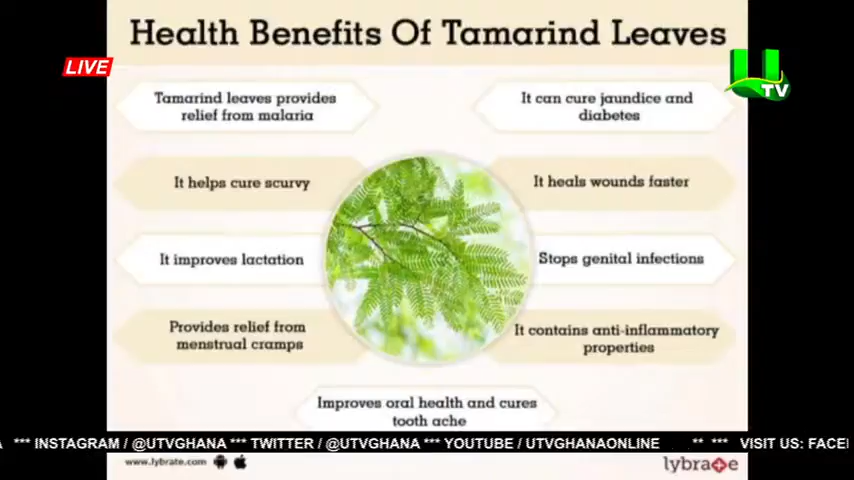 Health Benefits Of Tamarind Leaves
LIVE
U
TV
Tamarind leaves provides
relief from malaria
It can cure jaundice and
diabetes
It helps cure scurvy
It heals wounds faster
It improves lactation
Stops genital infections
Provides relief from
menstrual cramps
It contains anti-inflammatory
properties
Improves oral health and cures
tooth ache
A *** INSTAGRAM / @UTVGHANA *** TWITTER / @UTVGHANA *** YOUTUBE / UTVGHANAONLINE ** *** VISIT US: FACE
www.lybrate.com
lybrate